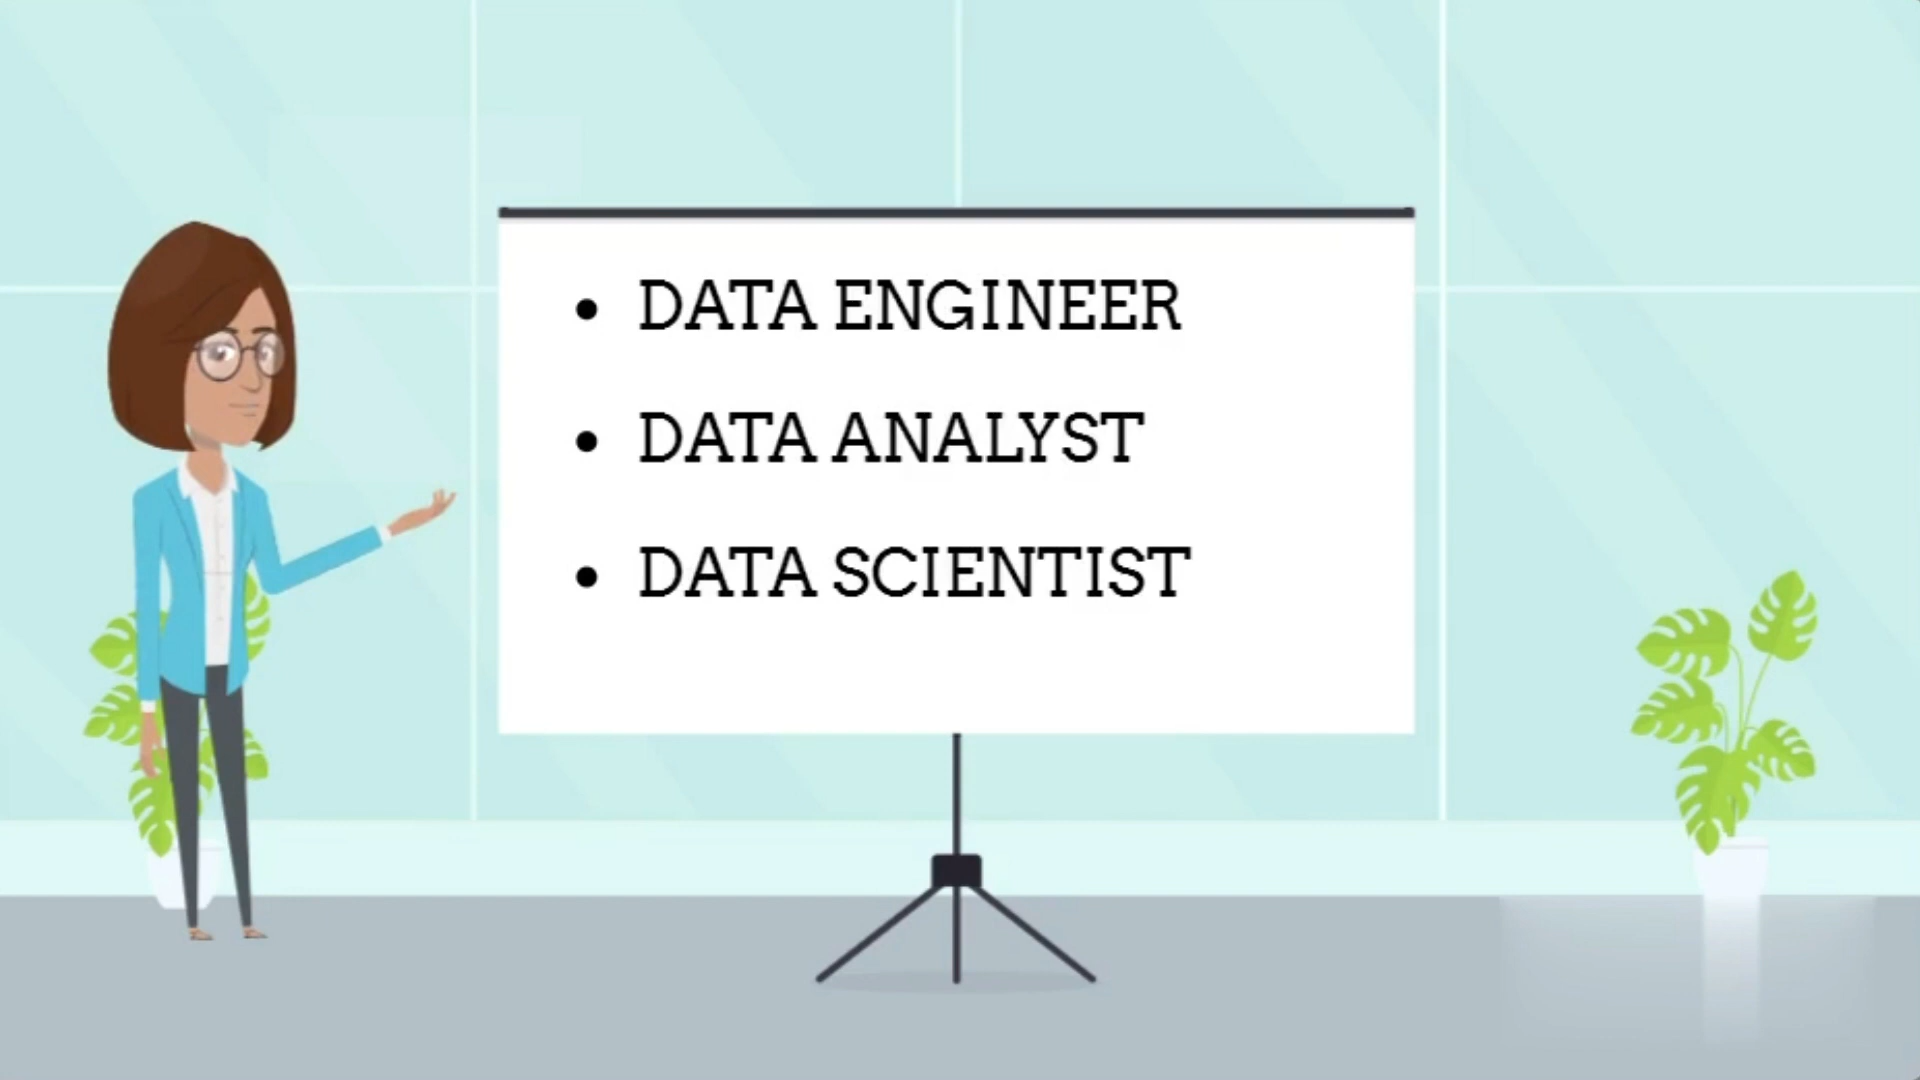 • DATA ENGINEER
• DATA ANALYST
• DATA SCIENTIST